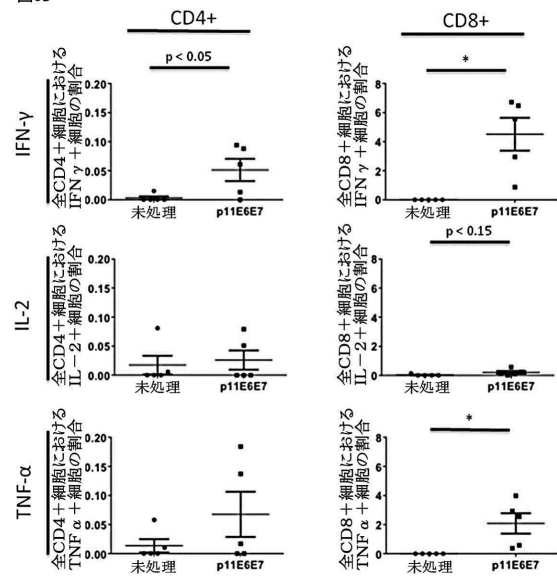 CD4+
CD8+
IFN-γ
全CD4+細胞における
IFNγ+細胞の割合
p < 0.05
0.20
0.15
0.10
0.05
0.00
未処理
p11E6E7
全CD8+細胞における
IFNγ+細胞の割合
*
8
6
4
2
0
未処理
p11E6E7
IL-2
全CD4+細胞における
IL-2+細胞の割合
0.20
0.15
0.10
0.05
0.00
未処理
p11E6E7
全CD8+細胞における
IL-2+細胞の割合
p < 0.15
8
6
4
2
0
未処理
p11E6E7
TNF-α
全CD4+細胞における
TNFα+細胞の割合
0.20
0.15
0.10
0.05
0.00
未処理
p11E6E7
全CD8+細胞における
TNFα+細胞の割合
*
8
6
4
2
0
未処理
p11E6E7